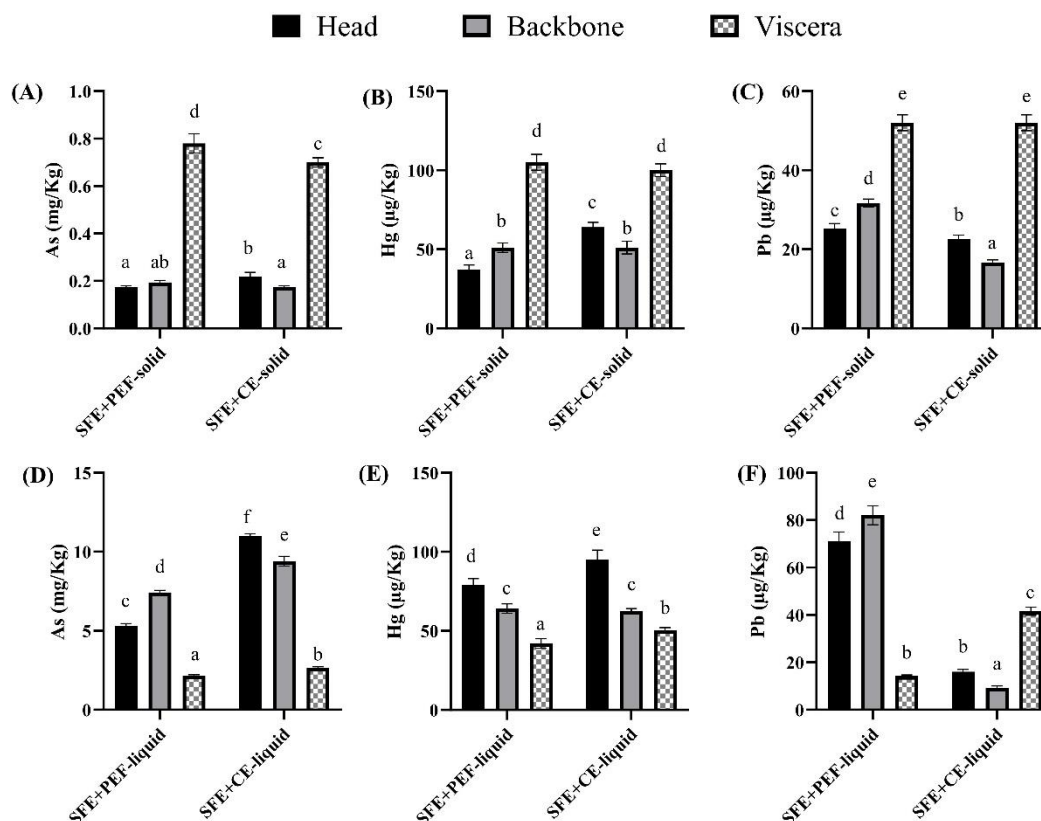 Head Backbone Viscera
(A)
As (mg/Kg)
1.0
0.8
0.6
0.4
0.2
0.0
a ab d b a c
SFE+PEF-solid
SFE+CE-solid
(B)
Hg (µg/Kg)
150
100
50
0
a b d c b d
SFE+PEF-solid
SFE+CE-solid
(C)
Pb (µg/Kg)
60
40
20
0
c d e b a e
SFE+PEF-solid
SFE+CE-solid
(D)
As (mg/Kg)
15
10
5
0
c d a f e b
SFE+PEF-liquid
SFE+CE-liquid
(E)
Hg (µg/Kg)
150
100
50
0
d c a e c b
SFE+PEF-liquid
SFE+CE-liquid
(F)
Pb (µg/Kg)
100
80
60
40
20
0
d e b b a c
SFE+PEF-liquid
SFE+CE-liquid